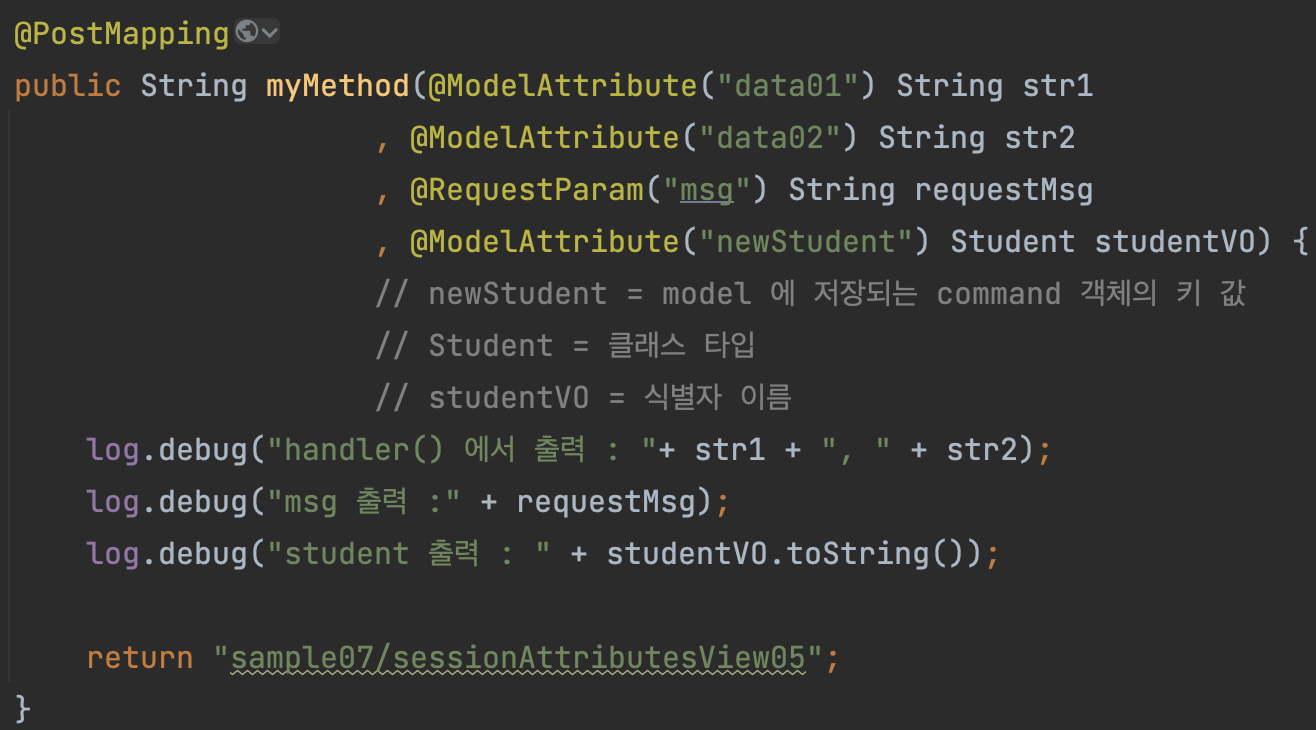 @PostMapping
public String myMethod(@ModelAttribute("data01") String str1
, @ModelAttribute("data02") String str2
, @RequestParam("msg") String requestMsg
, @ModelAttribute("newStudent") Student studentVO) {
// newStudent = model 에 저장되는 command 객체의 키 값
// Student = 클래스 타입
// studentVO = 식별자 이름
log.debug("handler() 에서 출력 : "+ str1 + ", " + str2);
log.debug("msg 출력 :" + requestMsg);
log.debug("student 출력 : " + studentVO.toString());
return "sample07/sessionAttributesView05";
}